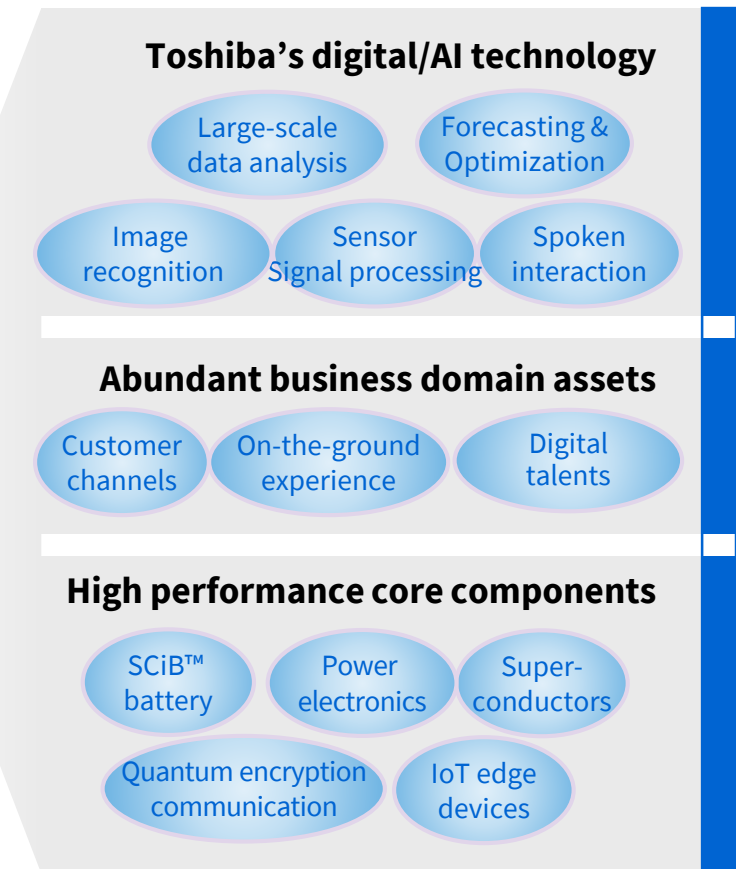 Toshiba’s digital/AI technology
Large-scale
data analysis
Forecasting &
Optimization
Image
recognition
Sensor
Signal processing
Spoken
interaction
Abundant business domain assets
Customer
channels
On-the-ground
experience
Digital
talents
High performance core components
SCiB™
battery
Power
electronics
Super-
conductors
Quantum encryption
communication
IoT edge
devices